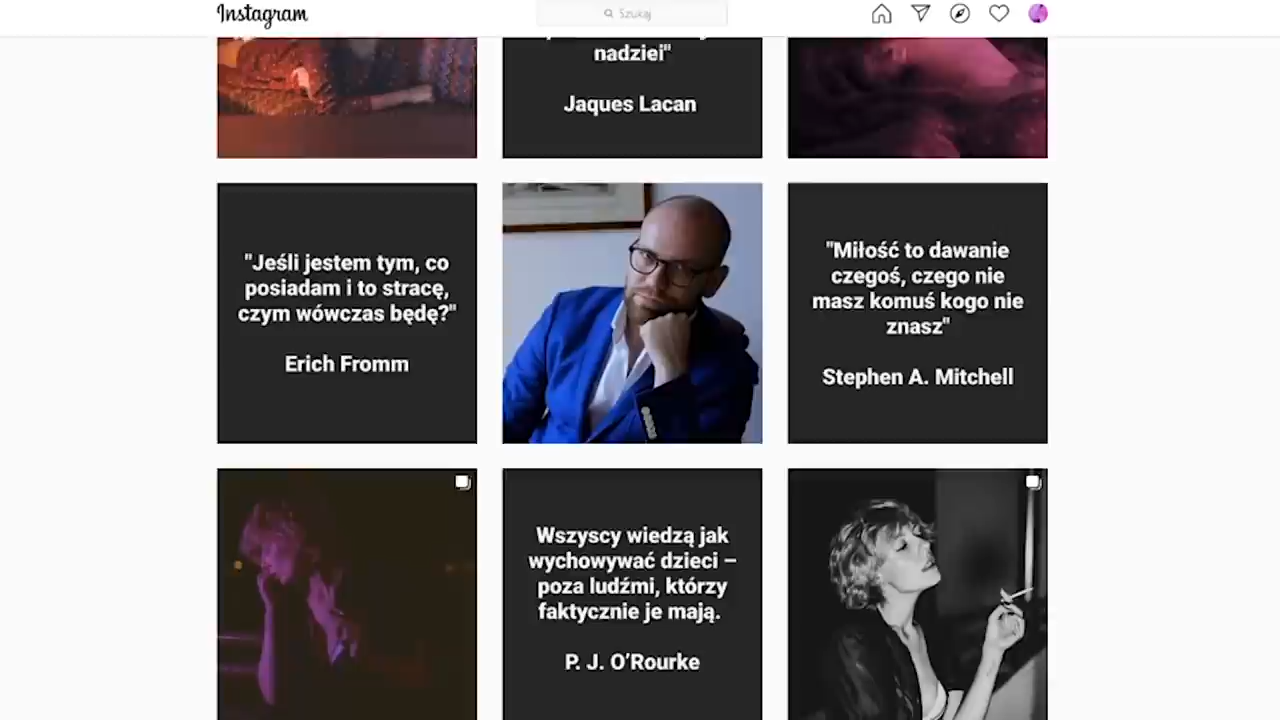 Instagram
Szukaj
nadziei"
Jaques Lacan
"Jeśli jestem tym, co
posiadam i to stracę,
czym wówczas będę?"
Erich Fromm
"Miłość to dawanie
czegoś, czego nie
masz komuś kogo nie
znasz"
Stephen A. Mitchell
Wszyscy wiedzą jak
wychowywać dzieci –
poza ludźmi, którzy
faktycznie je mają.
P. J. O'Rourke